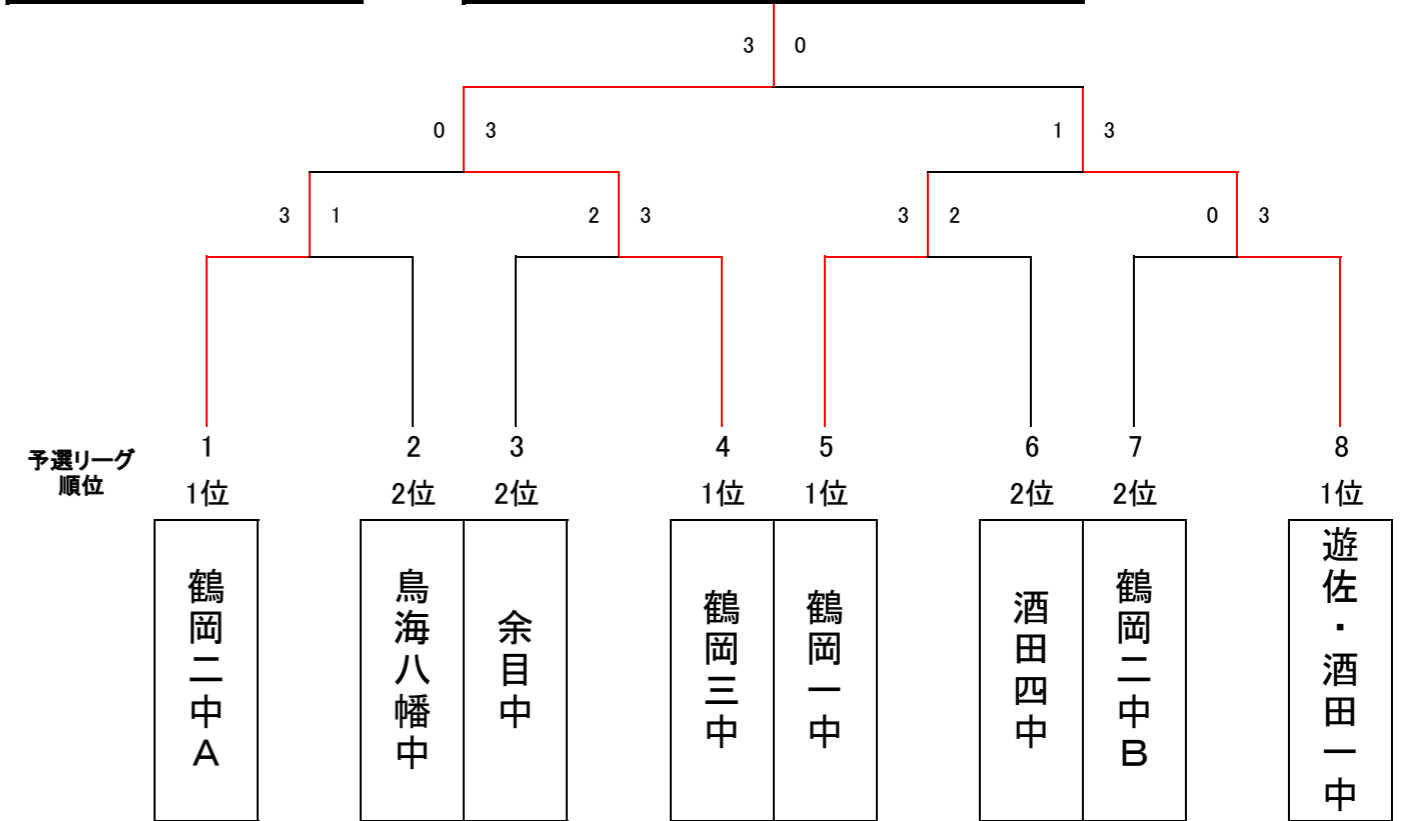 3 0
0 3
1 3
3 1
2 3
3 2
0 3
予選リーグ
順位
1 2 3 4 5 6 7 8
1位 2位 2位 1位 1位 2位 2位 1位
鶴岡二中A
鳥海八幡中
余目中
鶴岡三中
鶴岡一中
酒田四中
鶴岡二中B
遊佐・酒田一中